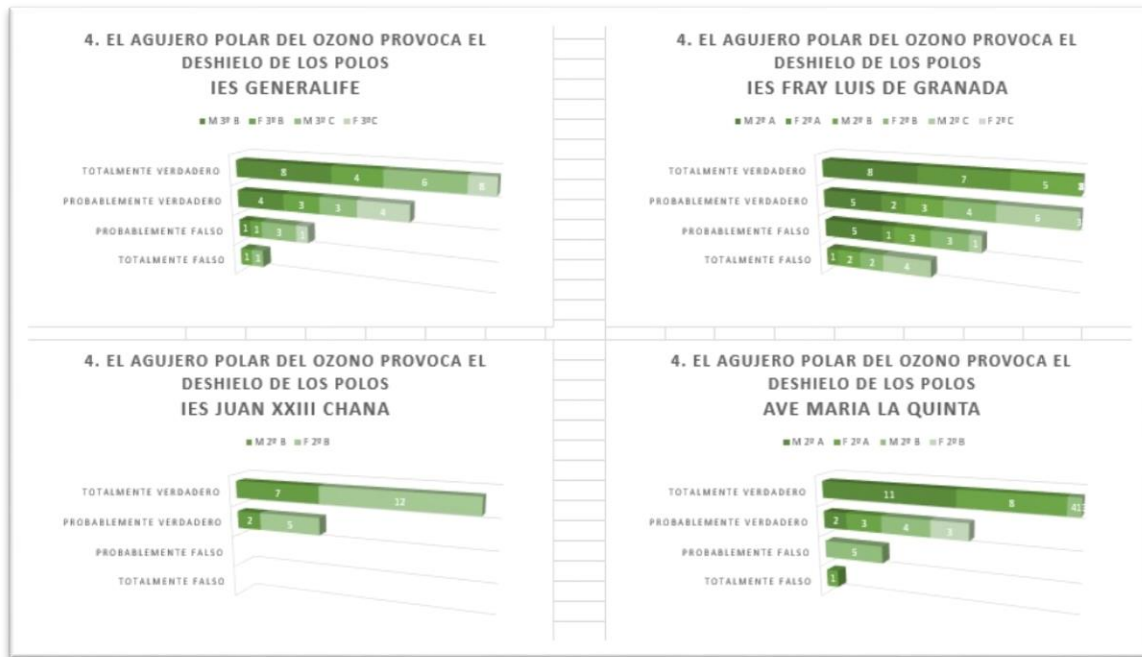 4. EL AGUJERO POLAR DEL OZONO PROVOCA EL
DESHIELO DE LOS POLOS
IES GENERALIFE
M 3º B F 3º B M 3º C F 3º C
TOTALMENTE VERDADERO 8 4 6 8
PROBABLEMENTE VERDADERO 4 3 3 4
PROBABLEMENTE FALSO 1 1 3 1
TOTALMENTE FALSO 1 1
4. EL AGUJERO POLAR DEL OZONO PROVOCA EL
DESHIELO DE LOS POLOS
IES FRAY LUIS DE GRANADA
M 2º A F 2º A M 2º B F 2º B M 2º C F 2º C
TOTALMENTE VERDADERO 8 7 5
PROBABLEMENTE VERDADERO 5 2 3 4 6 3
PROBABLEMENTE FALSO 5 1 3 3 1
TOTALMENTE FALSO 1 2 2 4
4. EL AGUJERO POLAR DEL OZONO PROVOCA EL
DESHIELO DE LOS POLOS
IES JUAN XXIII CHANA
M 2º B F 2º B
TOTALMENTE VERDADERO 7 12
PROBABLEMENTE VERDADERO 2 5
PROBABLEMENTE FALSO
TOTALMENTE FALSO
4. EL AGUJERO POLAR DEL OZONO PROVOCA EL
DESHIELO DE LOS POLOS
AVE MARIA LA QUINTA
M 2º A F 2º A M 2º B F 2º B
TOTALMENTE VERDADERO 11 8
PROBABLEMENTE VERDADERO 2 3 4 3
PROBABLEMENTE FALSO 5
TOTALMENTE FALSO 1